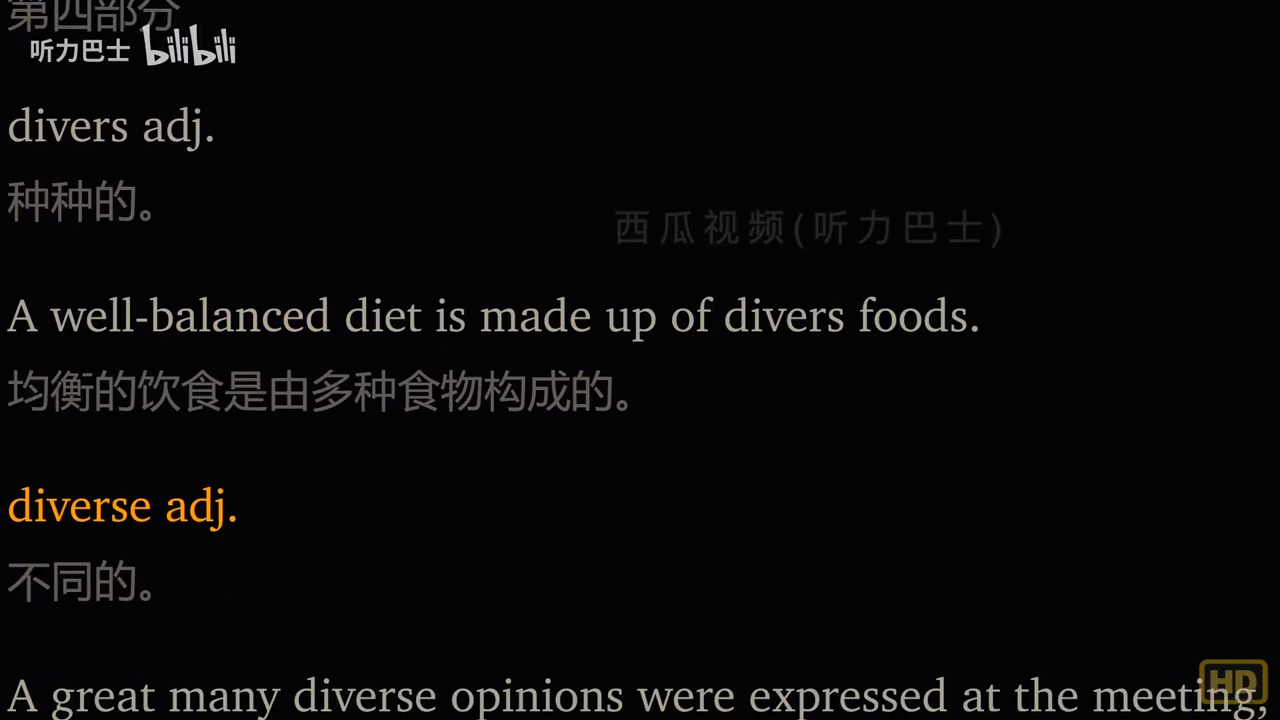 第四部分
听力巴士 bilibili
divers adj.
种种的。
西瓜视频(听力巴士)
A well-balanced diet is made up of divers foods.
均衡的饮食是由多种食物构成的。
diverse adj.
不同的。
A great many diverse opinions were expressed at the meeting,
HD